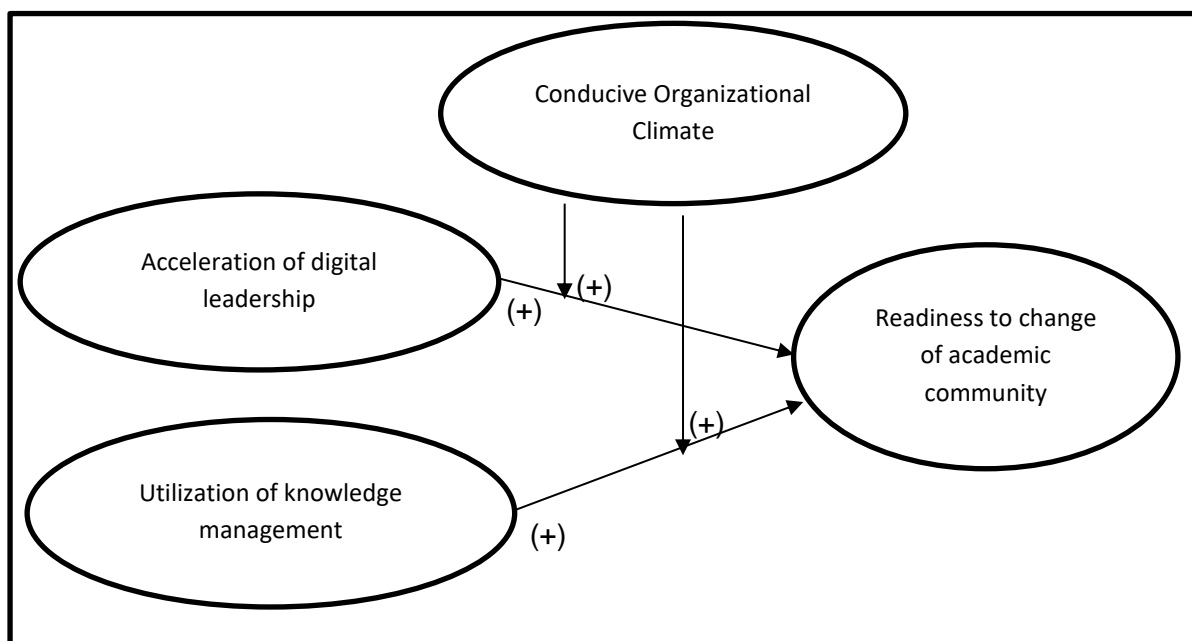 Conducive Organizational
Climate
Acceleration of digital
leadership
(+)
(+)
Readiness to change
of academic
community
(+)
Utilization of knowledge
management
(+)